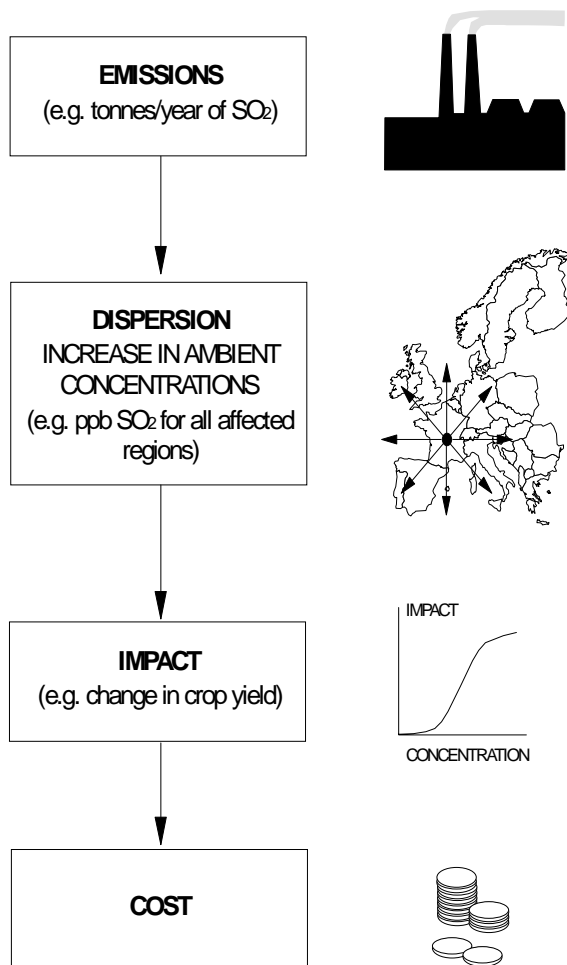 EMISSIONS
(e.g. tonnes/year of SO₂)
DISPERSION
INCREASE IN AMBIENT
CONCENTRATIONS
(e.g. ppb SO₂ for all affected
regions)
IMPACT
CONCENTRATION
IMPACT
(e.g. change in crop yield)
COST